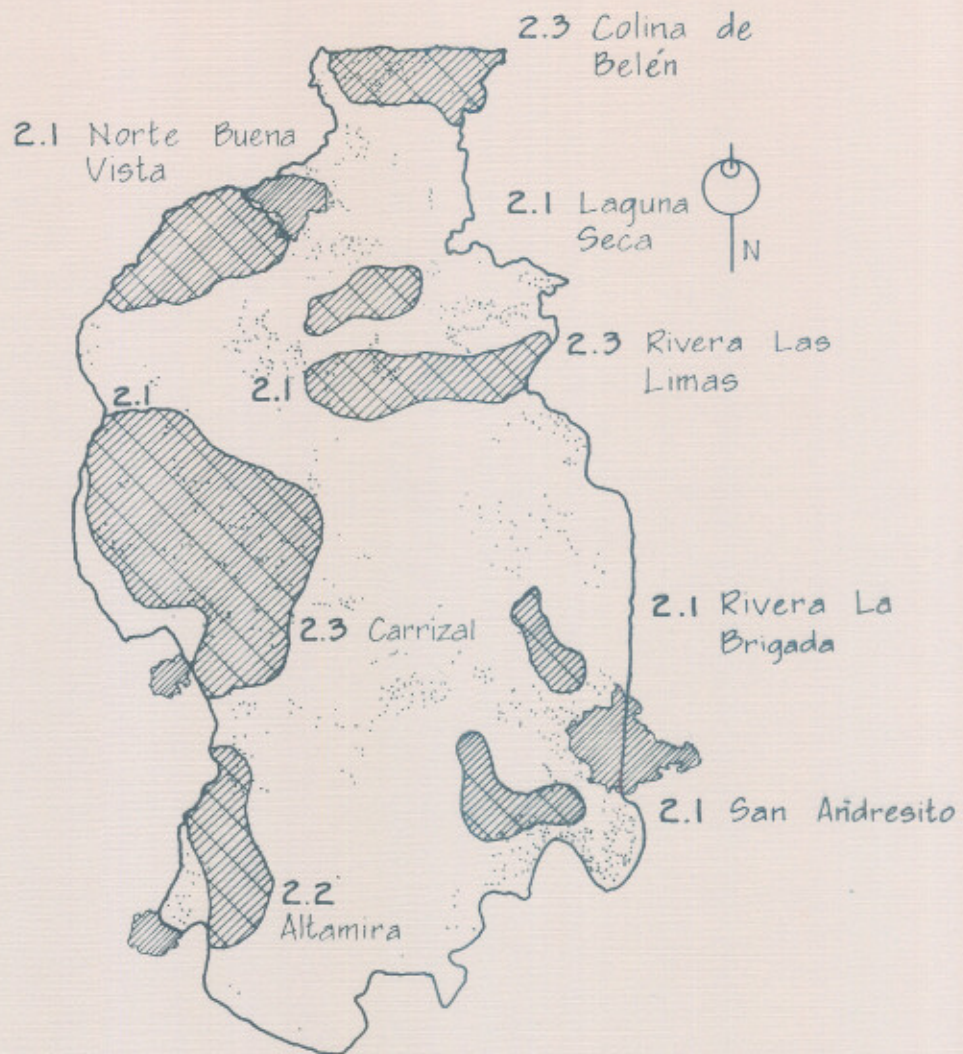 2.3 Colina de
Belén
2.1 Norte Buena
Vista
2.1 Laguna
Seca
N
2.3 Rivera Las
Limas
2.1
2.1
2.1 Rivera La
Brigada
2.3 Carrizal
2.1 San Andresito
2.2
Altamira